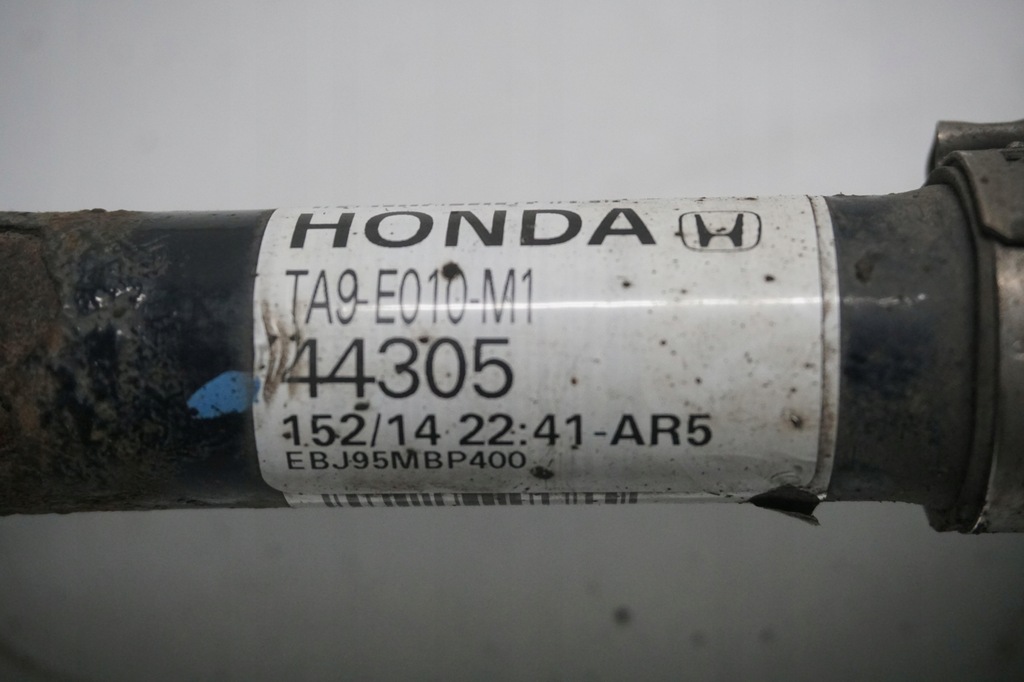 HONDA
TA9-E010-M1
44305
152/14 22:41-AR5
EBJ95MBP400